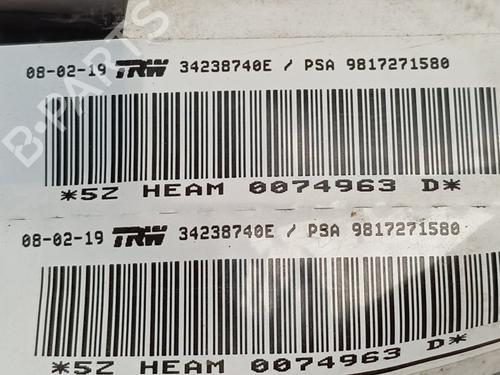 B-PARTS
08-02-19 TRW 34238740E / PSA 9817271580
*5Z HEAM 0074963 D*
08-02-19 TRW 34238740E / PSA 9817271580
*5Z HEAM 0074963 D*